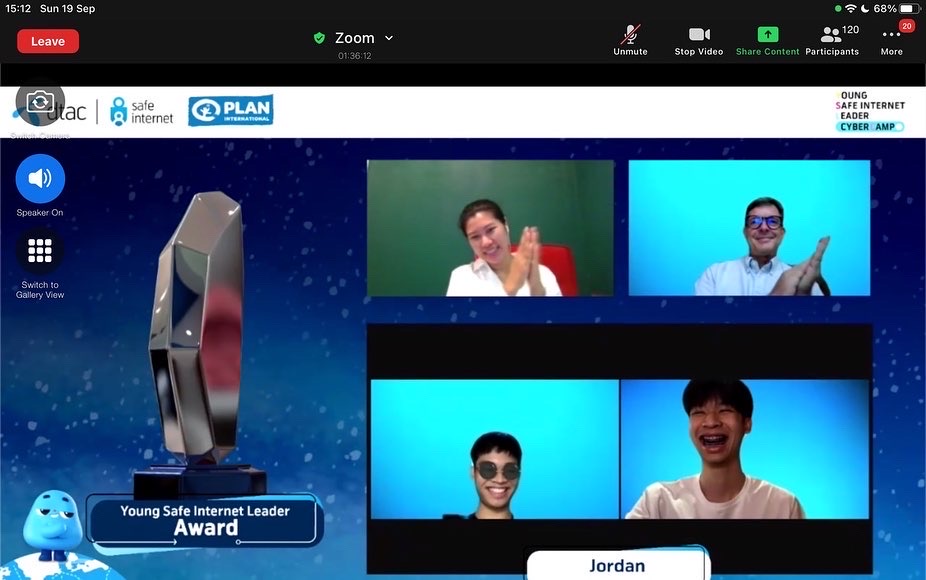 15:12 Sun 19 Sep
68%
Leave
Zoom
01:36:12
Unmute
Stop Video
Share Content
120
Participants
20
More
dtac
safe
internet
PLAN
INTERNATIONAL
YOUNG
SAFE INTERNET
LEADER
CYBER CAMP
Switch Camera
Speaker On
Switch to
Gallery View
Young Safe Internet Leader
Award
Jordan